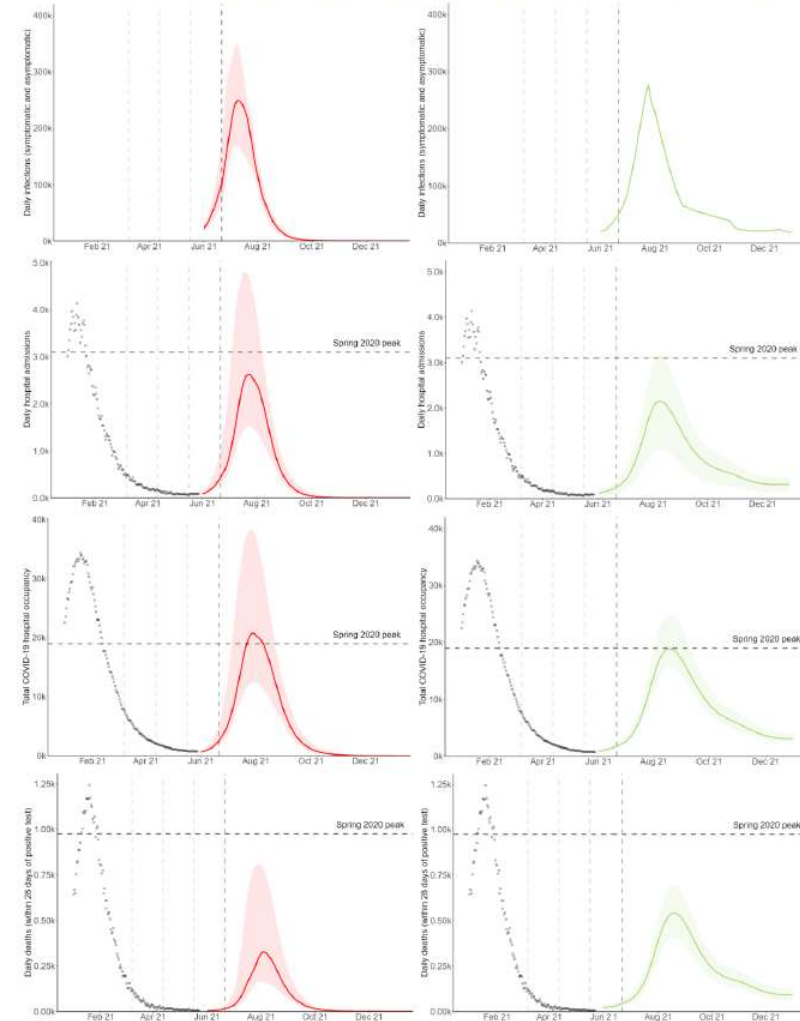 400k
300k
200k
100k
0k
Daily infections (symptomatic and asymptomatic)
Feb 21 Apr 21 Jun 21 Aug 21 Oct 21 Dec 21
400k
300k
200k
100k
0k
Daily infections (symptomatic and asymptomatic)
Feb 21 Apr 21 Jun 21 Aug 21 Oct 21 Dec 21
5.0k
4.0k
3.0k
2.0k
1.0k
0.0k
Daily hospital admissions
Spring 2020 peak
Feb 21 Apr 21 Jun 21 Aug 21 Oct 21 Dec 21
5.0k
4.0k
3.0k
2.0k
1.0k
0.0k
Daily hospital admissions
Spring 2020 peak
Feb 21 Apr 21 Jun 21 Aug 21 Oct 21 Dec 21
40k
30k
20k
10k
0k
Total COVID-19 hospital occupancy
Spring 2020 peak
Feb 21 Apr 21 Jun 21 Aug 21 Oct 21 Dec 21
40k
30k
20k
10k
0k
Total COVID-19 hospital occupancy
Spring 2020 peak
Feb 21 Apr 21 Jun 21 Aug 21 Oct 21 Dec 21
1.25k
1.00k
0.75k
0.50k
0.25k
0.00k
Daily deaths (within 28 days of positive test)
Spring 2020 peak
Feb 21 Apr 21 Jun 21 Aug 21 Oct 21 Dec 21
1.25k
1.00k
0.75k
0.50k
0.25k
0.00k
Daily deaths (within 28 days of positive test)
Spring 2020 peak
Feb 21 Apr 21 Jun 21 Aug 21 Oct 21 Dec 21